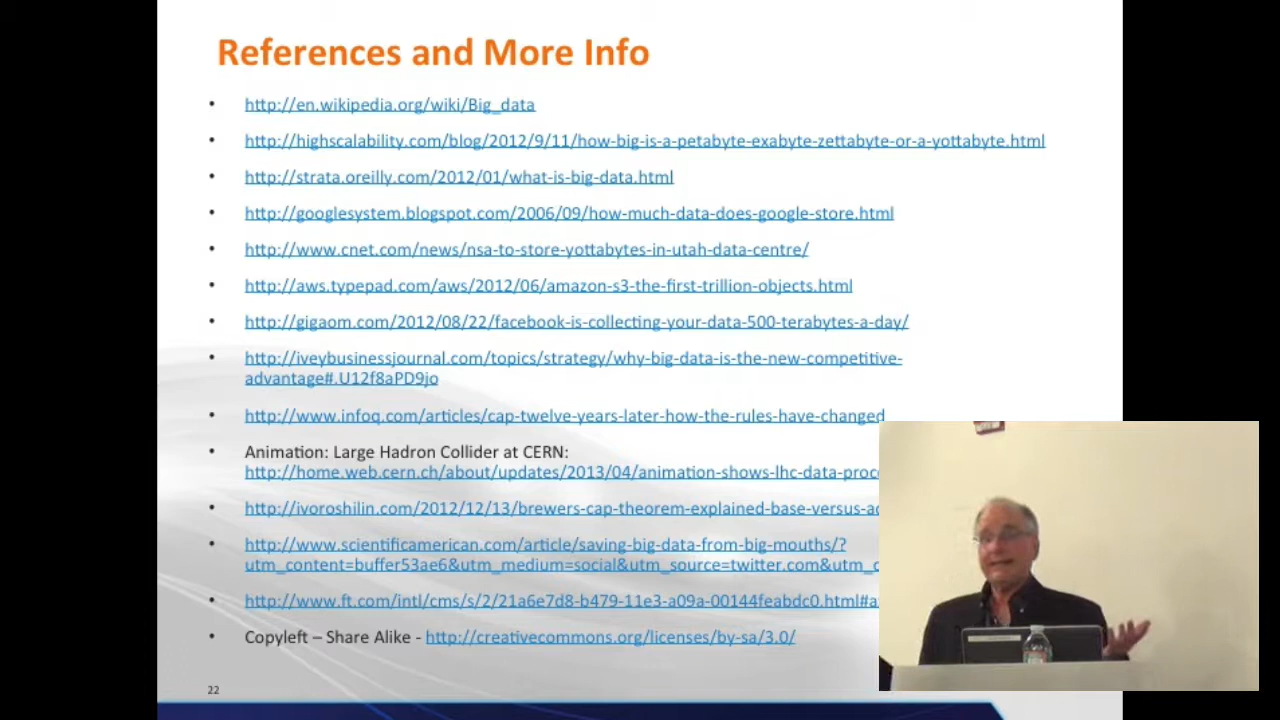 References and More Info
• http://en.wikipedia.org/wiki/Big_data
• http://highscalability.com/blog/2012/9/11/how-big-is-a-petabyte-exabyte-zettabyte-or-a-yottabyte.html
• http://strata.oreilly.com/2012/01/what-is-big-data.html
• http://googlesystem.blogspot.com/2006/09/how-much-data-does-google-store.html
• http://www.cnet.com/news/nsa-to-store-yottabytes-in-utah-data-centre/
• http://aws.typepad.com/aws/2012/06/amazon-s3-the-first-trillion-objects.html
• http://gigaom.com/2012/08/22/facebook-is-collecting-your-data-500-terabytes-a-day/
• http://iveybusinessjournal.com/topics/strategy/why-big-data-is-the-new-competitive-
advantage#.U12f8aPD9jo
• http://www.infoq.com/articles/cap-twelve-years-later-how-the-rules-have-changed
• Animation: Large Hadron Collider at CERN:
http://home.web.cern.ch/about/updates/2013/04/animation-shows-lhc-data-proc
• http://ivoroshilin.com/2012/12/13/brewers-cap-theorem-explained-base-versus-ac
• http://www.scientificamerican.com/article/saving-big-data-from-big-mouths/?
utm_content=buffer53ae6&utm_medium=social&utm_source=twitter.com&utm_c
• http://www.ft.com/intl/cms/s/2/21a6e7d8-b479-11e3-a09a-00144feabdc0.html#a
• Copyleft – Share Alike - http://creativecommons.org/licenses/by-sa/3.0/
22